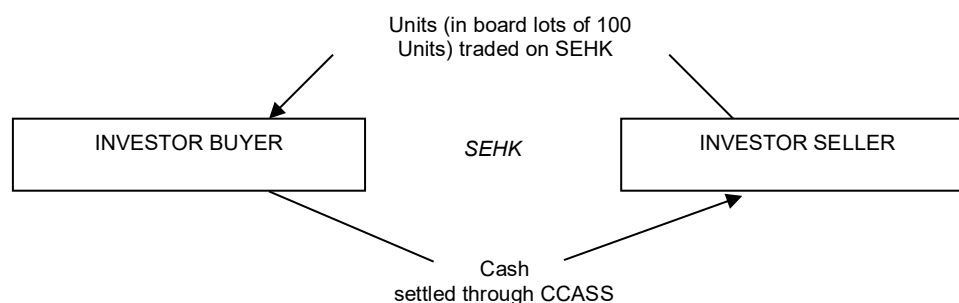 Units (in board lots of 100
Units) traded on SEHK
INVESTOR BUYER
SEHK
INVESTOR SELLER
Cash
settled through CCASS